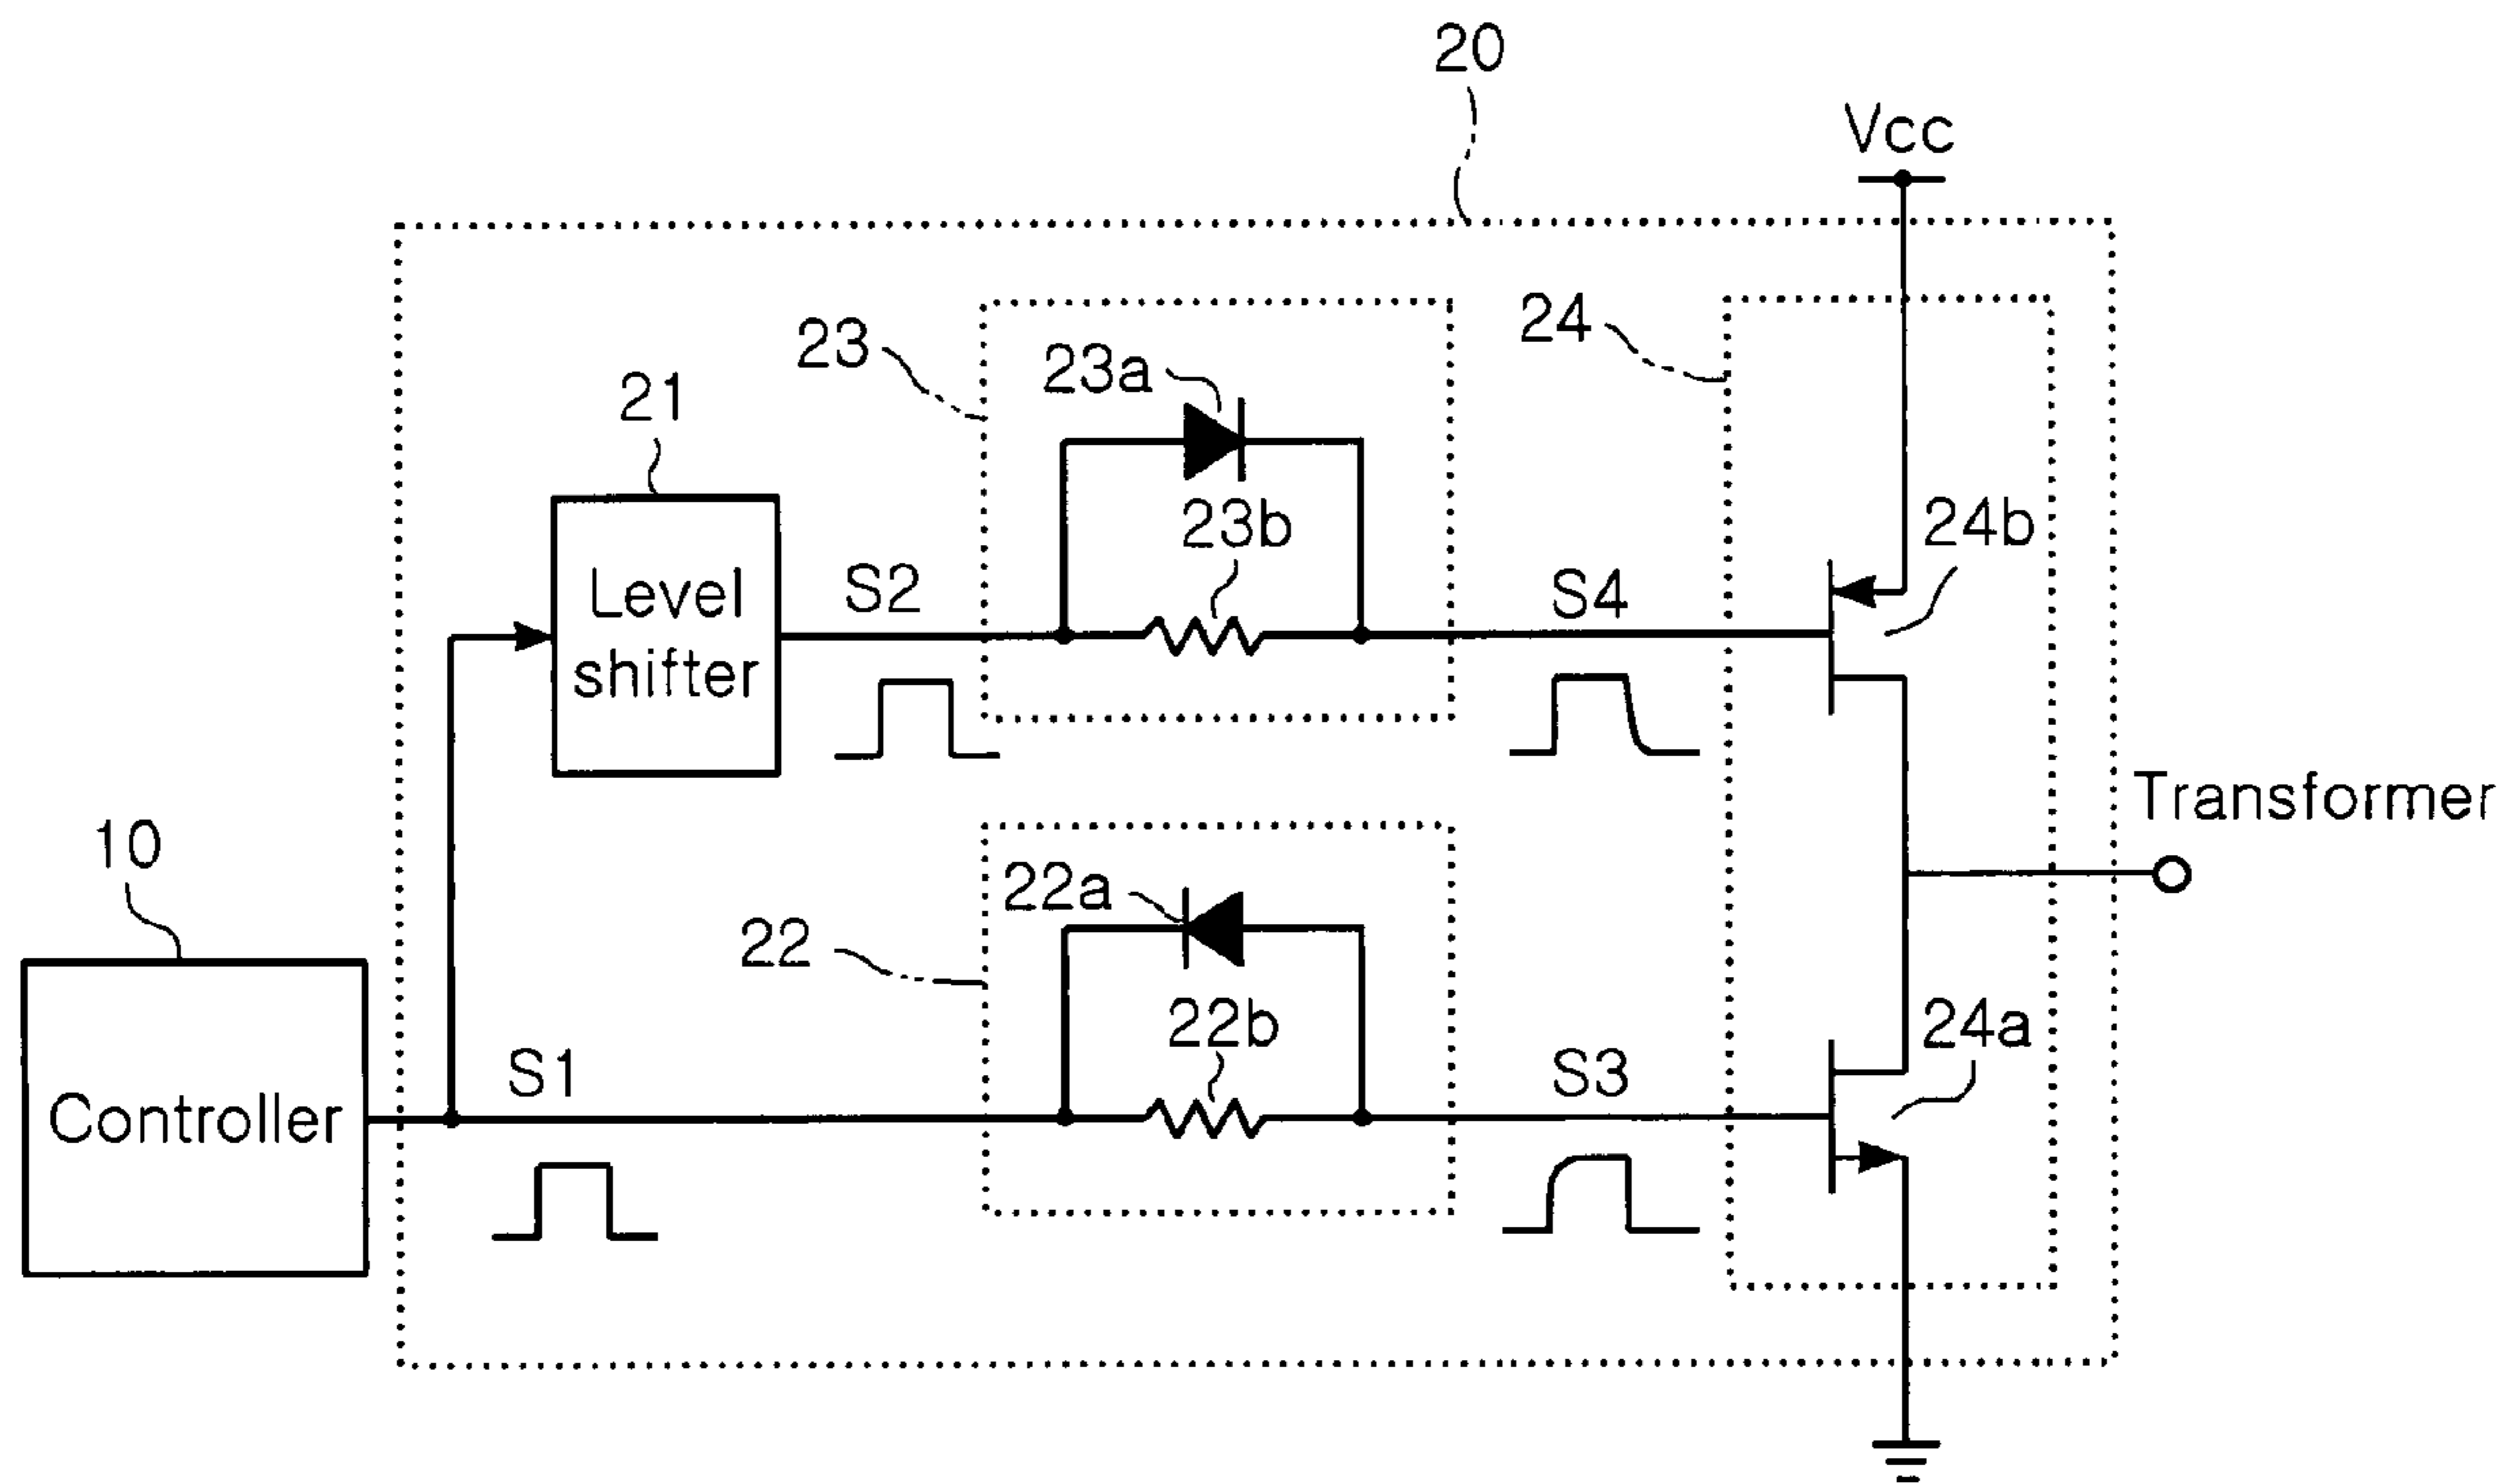 20
Vcc
23
23a
24
21
23b
24b
Level
shifter
S2
S4
Transformer
10
22a
22
22b
24a
Controller
S1
S3